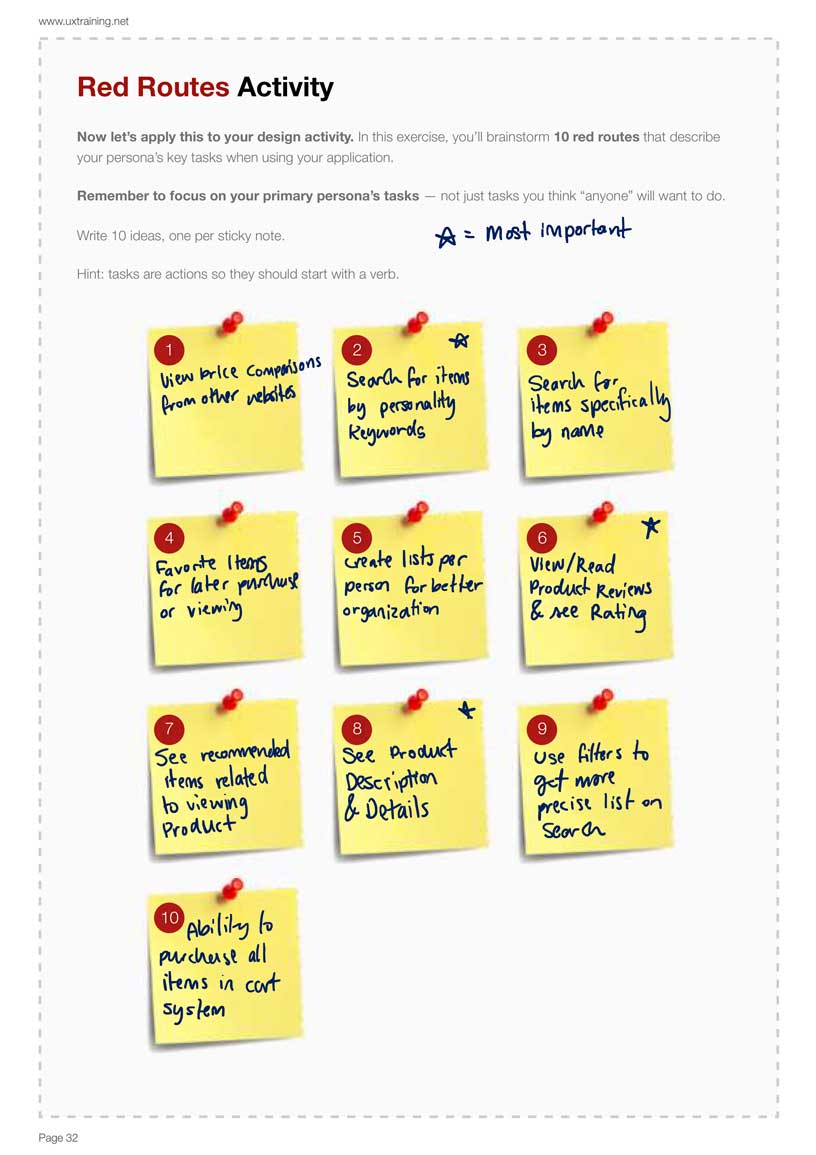 www.uxtraining.net
Red Routes Activity
Now let's apply this to your design activity. In this exercise, you'll brainstorm 10 red routes that describe
your persona's key tasks when using your application.
Remember to focus on your primary persona's tasks — not just tasks you think “anyone” will want to do.
Write 10 ideas, one per sticky note.
☆ = Most important
Hint: tasks are actions so they should start with a verb.
1
View price comparisons
from other websites
2
☆
Search for items
by personality
keywords
3
Search for
items specifically
by name
4
Favorite Items
for later purchase
or viewing
5
Create lists per
person for better
organization
6
☆
View/Read
Product Reviews
& see Rating
7
See recommended
items related
to viewing
Product
8
☆
See Product
Description
& Details
9
Use filters to
get more
precise list on
search
10
Ability to
purchase all
items in cart
system
Page 32